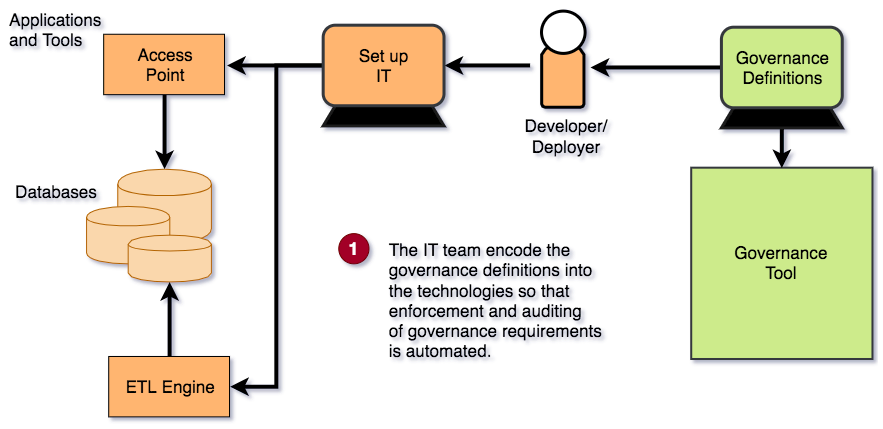 Applications
and Tools
Access
Point
Set up
IT
Governance
Definitions
Developer/
Deployer
Databases
Governance
Tool
1
The IT team encode the
governance definitions into
the technologies so that
enforcement and auditing
of governance requirements
is automated.
ETL Engine